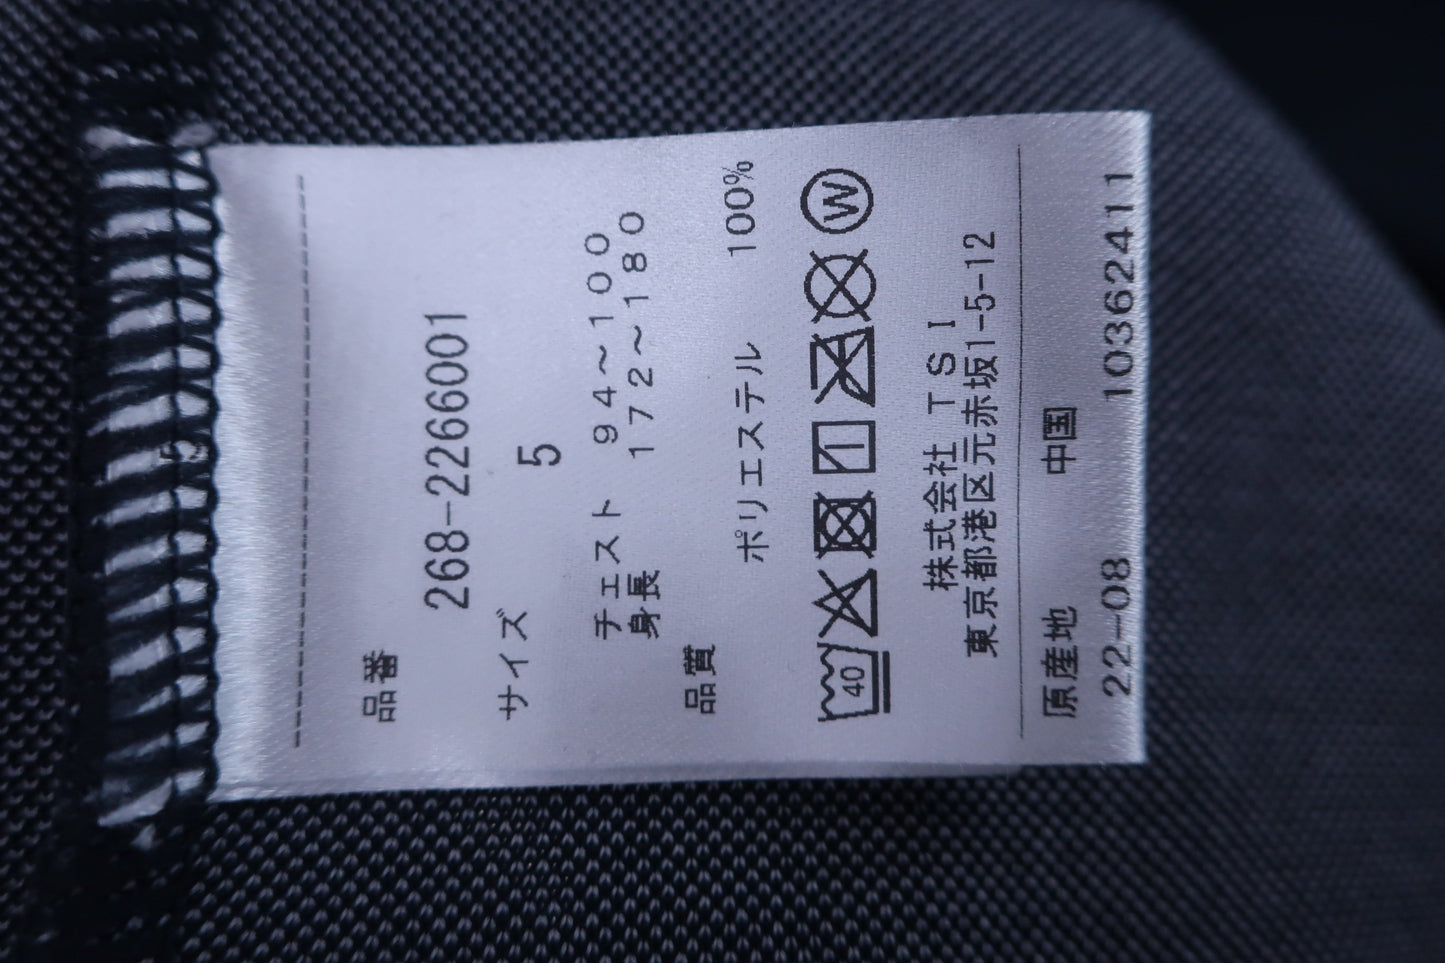 品番
268-2266001
サイズ
5
チェスト 94～100
身長 172～180
品質
ポリエステル 100%
40
W
株式会社 TSI
東京都港区元赤坂1-5-12
原産地 中国
22-08 10362411